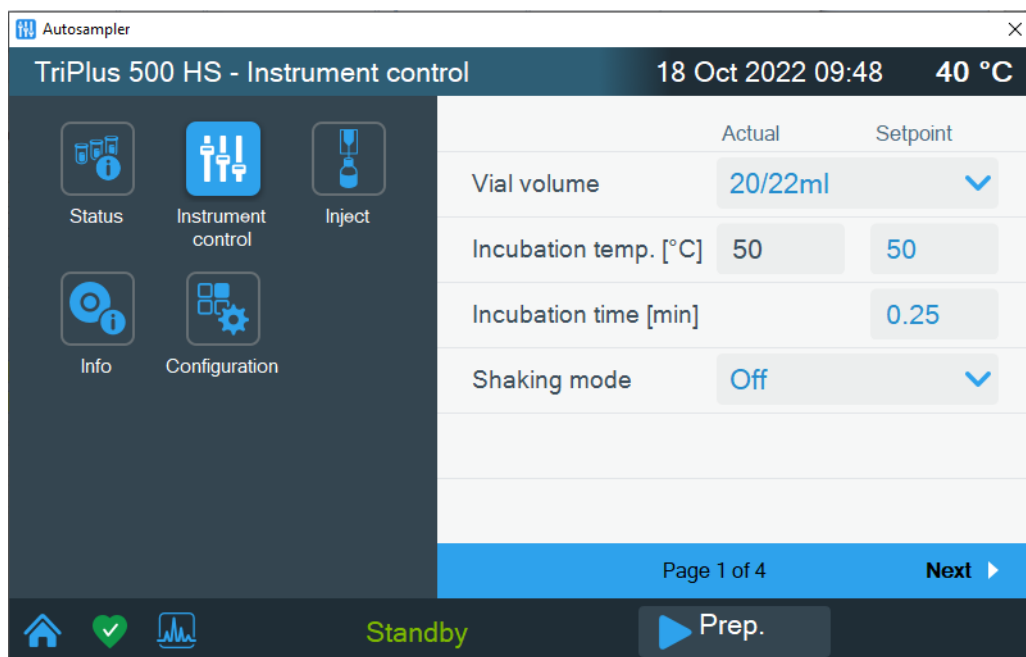 Autosampler
TriPlus 500 HS - Instrument control 18 Oct 2022 09:48 40 °C
Status
Instrument
control
Inject
Info
Configuration
Actual Setpoint
Vial volume 20/22ml
Incubation temp. [°C] 50 50
Incubation time [min] 0.25
Shaking mode Off
Page 1 of 4 Next
Standby Prep.